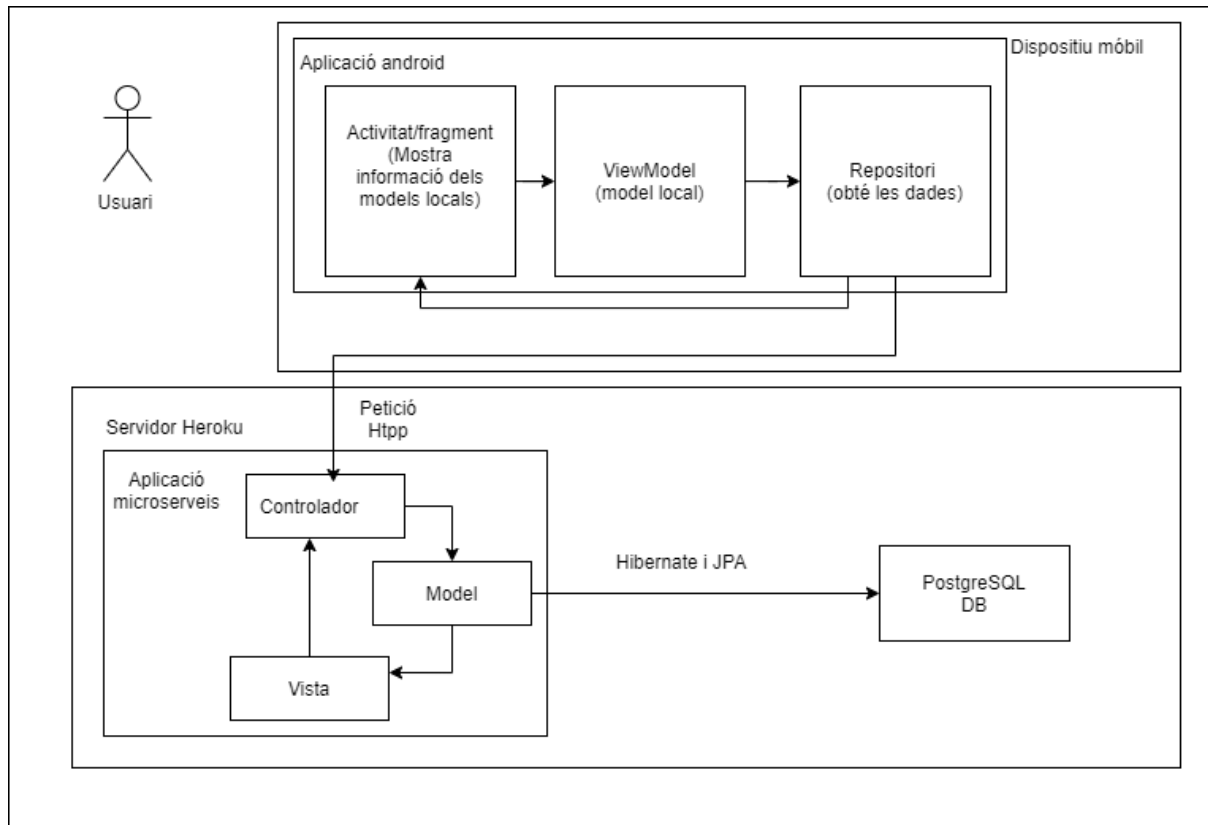 Dispositiu móbil
Aplicació android
Activitat/fragment
(Mostra
informació dels
models locals)
ViewModel
(model local)
Repositori
(obté les dades)
Usuari
Petició
Htpp
Servidor Heroku
Aplicació
microserveis
Controlador
Model
Vista
Hibernate i JPA
PostgreSQL
DB